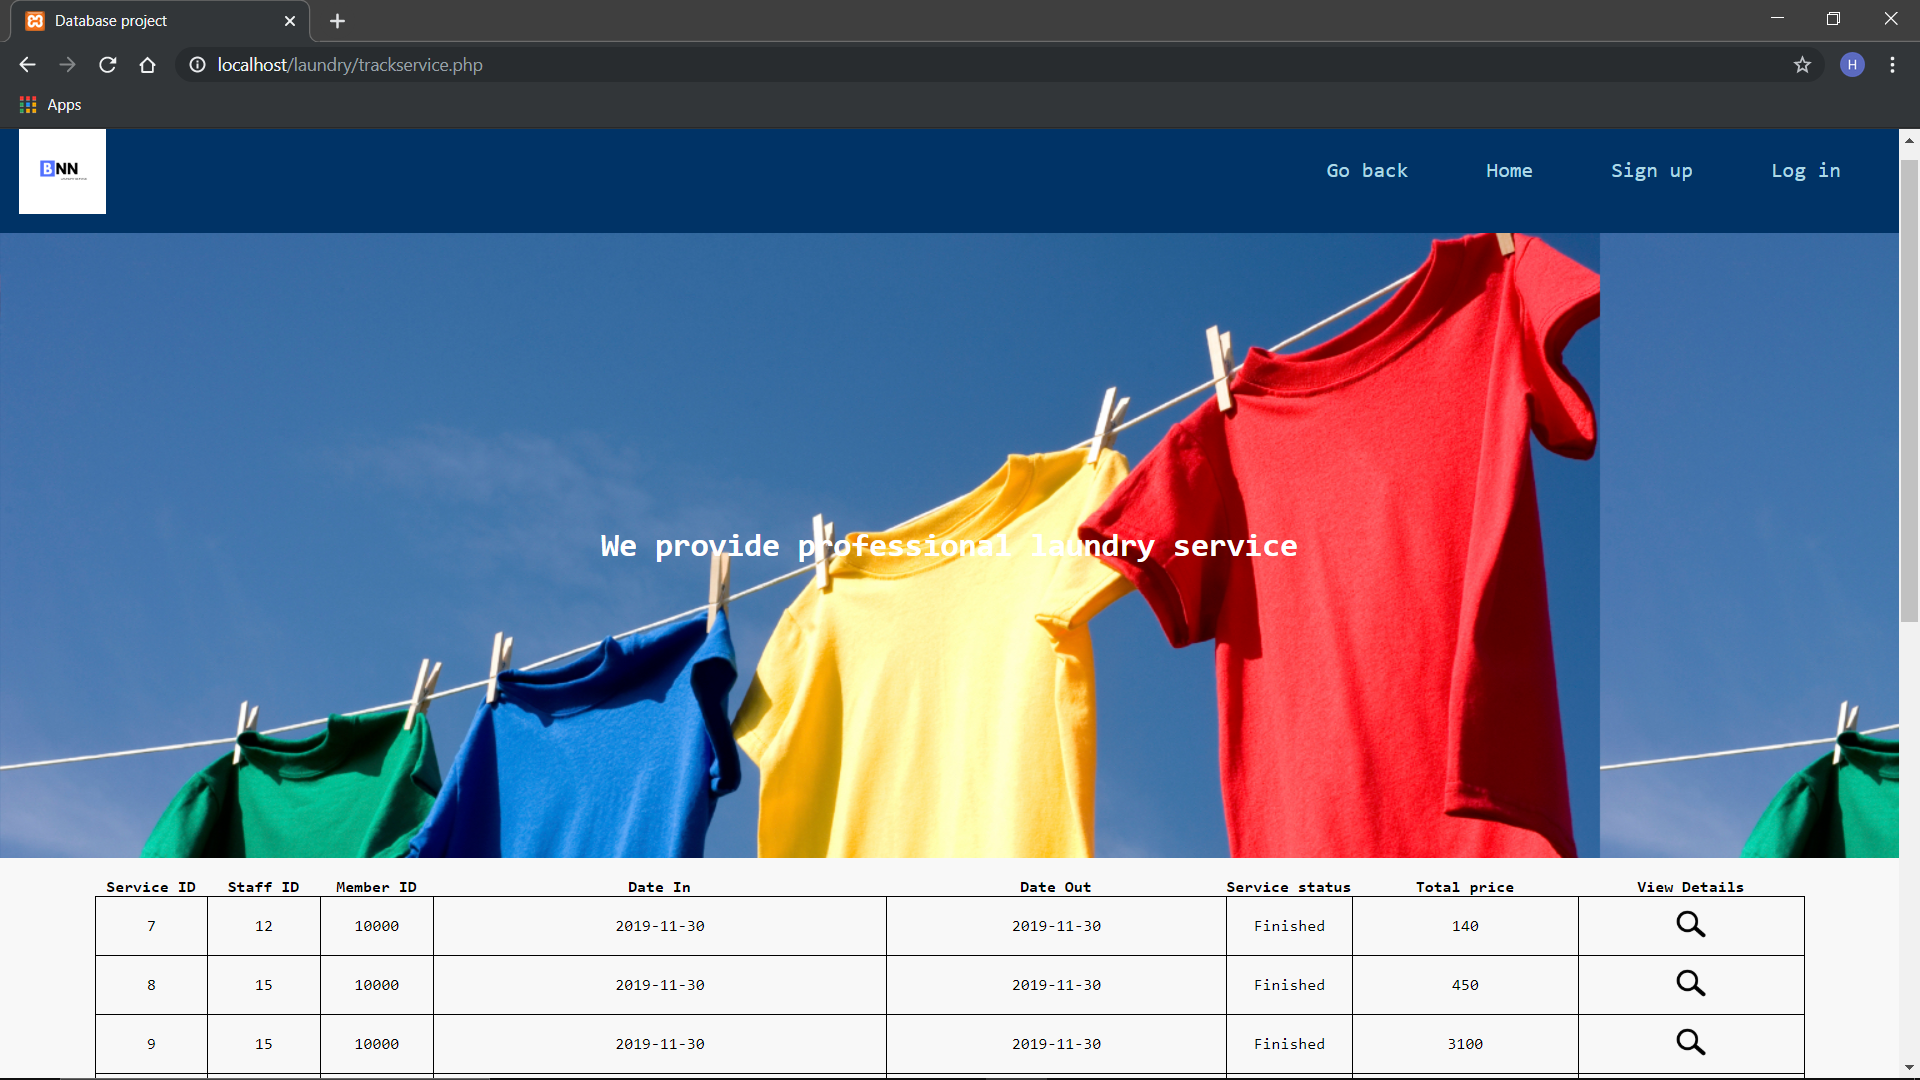 Database project
localhost/laundry/trackservice.php
H
Apps
BNN
Go back Home Sign up Log in
We provide professional laundry service
Service ID Staff ID Member ID Date In Date Out Service status Total price View Details
7 12 10000 2019-11-30 2019-11-30 Finished 140
8 15 10000 2019-11-30 2019-11-30 Finished 450
9 15 10000 2019-11-30 2019-11-30 Finished 3100